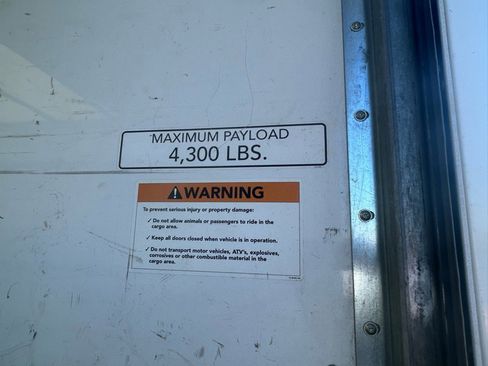 MAXIMUM PAYLOAD
4,300 LBS.
WARNING
To prevent serious injury or property damage:
✓ Do not allow animals or passengers to ride in the
cargo area.
✓ Keep all doors closed when vehicle is in operation.
✓ Do not transport motor vehicles, ATV's, explosives,
corrosives or other combustible material in the
cargo area.